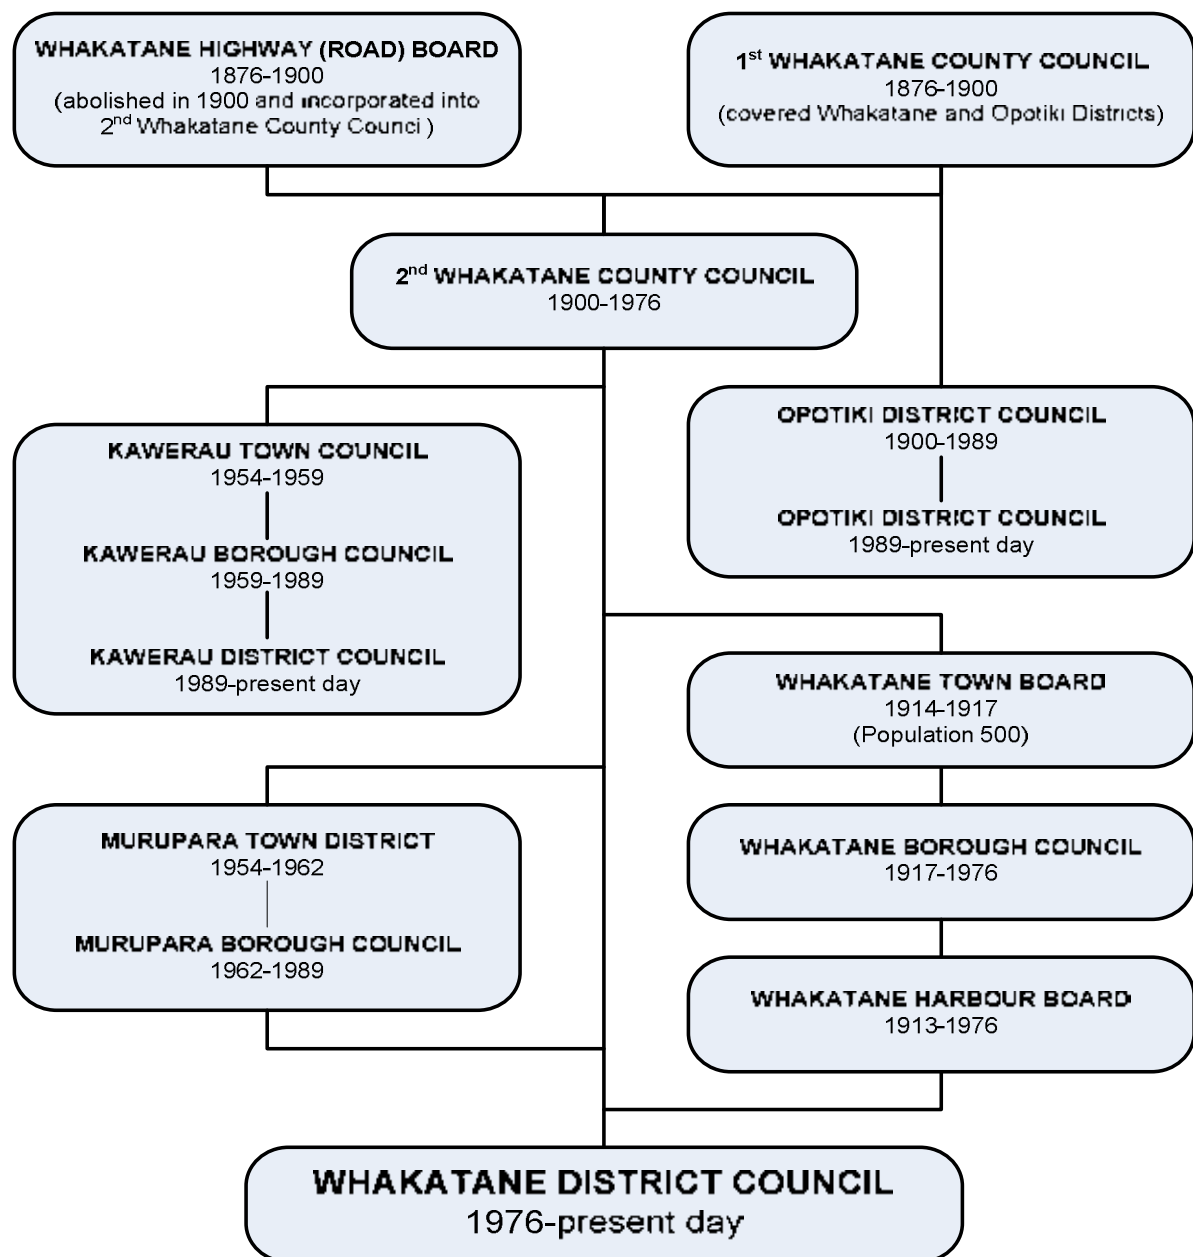 WHAKATANE HIGHWAY (ROAD) BOARD
1876-1900
(abolished in 1900 and incorporated into
2nd Whakatane County Counci )
1st WHAKATANE COUNTY COUNCIL
1876-1900
(covered Whakatane and Opotiki Districts)
2nd WHAKATANE COUNTY COUNCIL
1900-1976
KAWERAU TOWN COUNCIL
1954-1959
KAWERAU BOROUGH COUNCIL
1959-1989
KAWERAU DISTRICT COUNCIL
1989-present day
OPOTIKI DISTRICT COUNCIL
1900-1989
OPOTIKI DISTRICT COUNCIL
1989-present day
WHAKATANE TOWN BOARD
1914-1917
(Population 500)
MURUPARA TOWN DISTRICT
1954-1962
MURUPARA BOROUGH COUNCIL
1962-1989
WHAKATANE BOROUGH COUNCIL
1917-1976
WHAKATANE HARBOUR BOARD
1913-1976
WHAKATANE DISTRICT COUNCIL
1976-present day